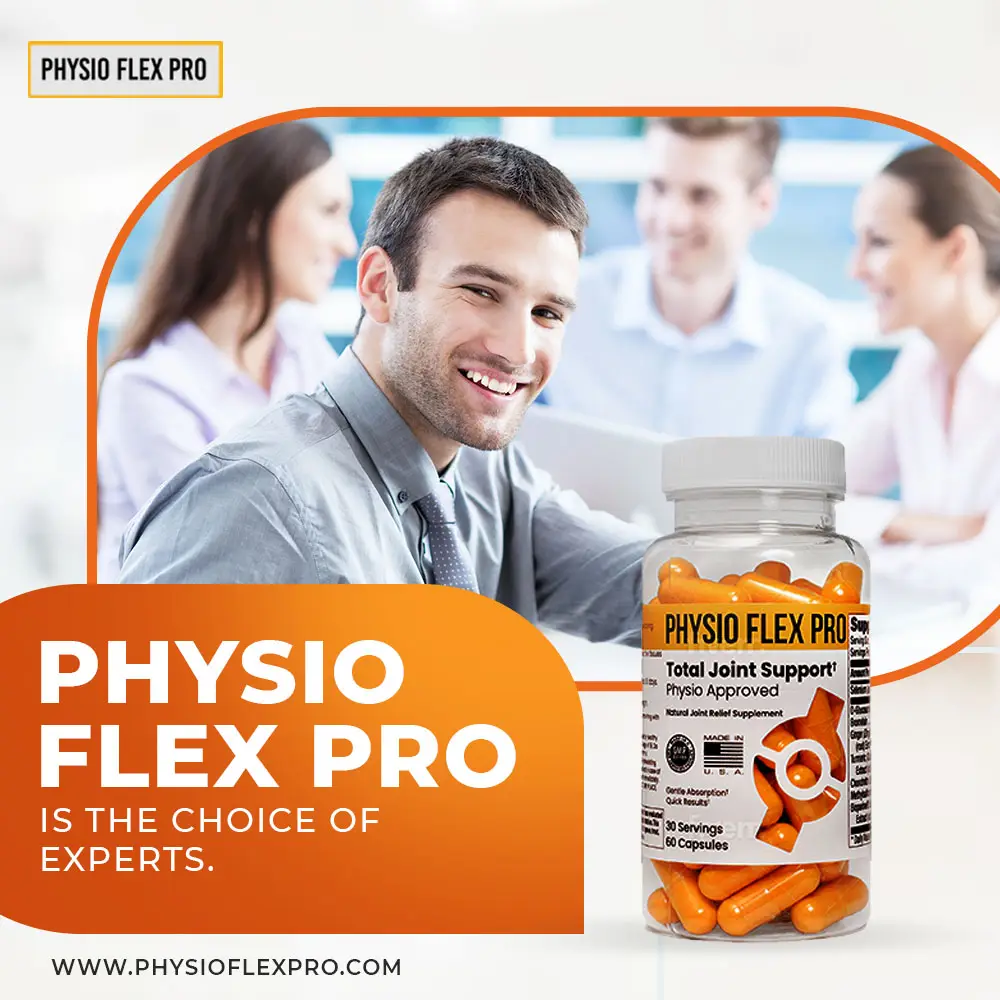 PHYSIO FLEX PRO
PHYSIO
FLEX PRO
IS THE CHOICE OF
EXPERTS.
WWW.PHYSIOFLEXPRO.COM
PHYSIO FLEX PRO
Total Joint Support†
Physio Approved
Natural Joint Relief Supplement
GMP
MADE IN
U. S. A.
Gentle Absorption†
Quick Results†
30 Servings
60 Capsules